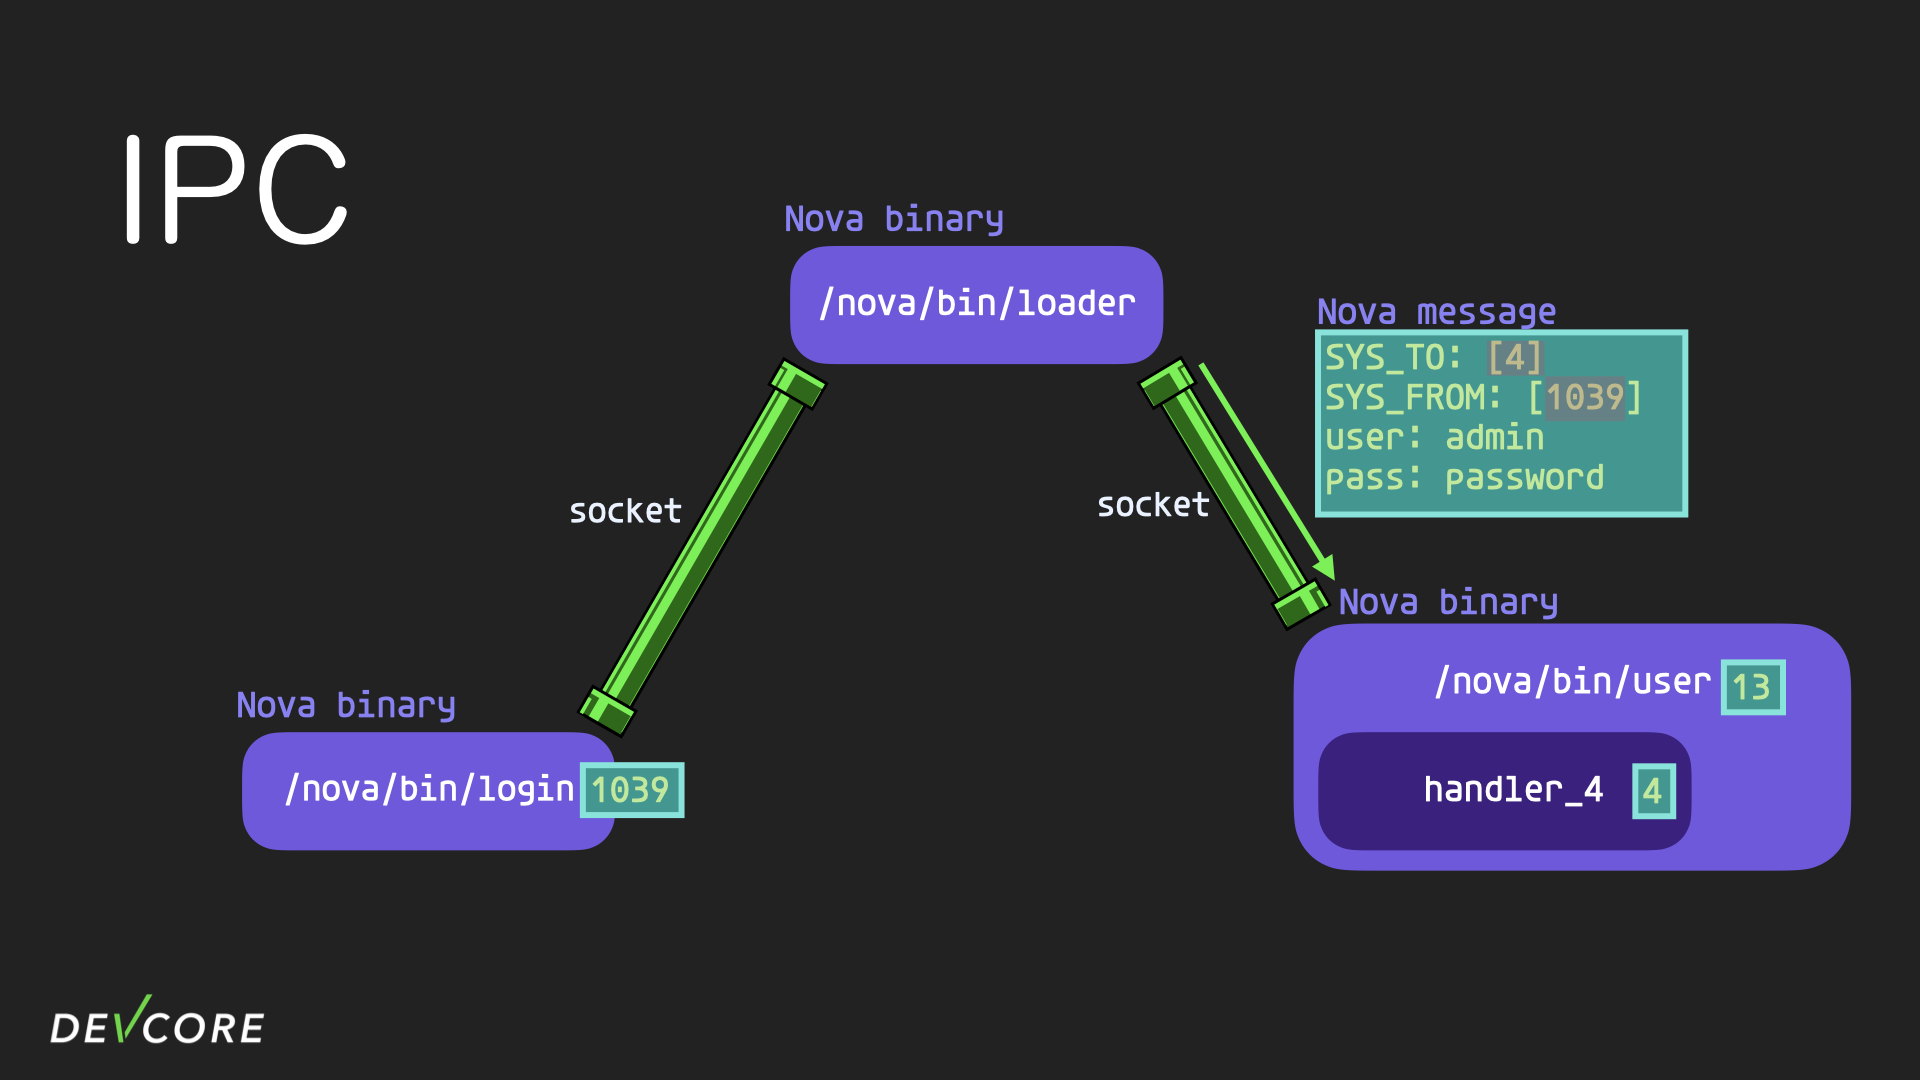 IPC
Nova binary
/nova/bin/loader
Nova message
SYS_TO: [4]
SYS_FROM: [1039]
user: admin
pass: password
socket
socket
Nova binary
/nova/bin/user 13
handler_4 4
Nova binary
/nova/bin/login 1039
DEVCORE